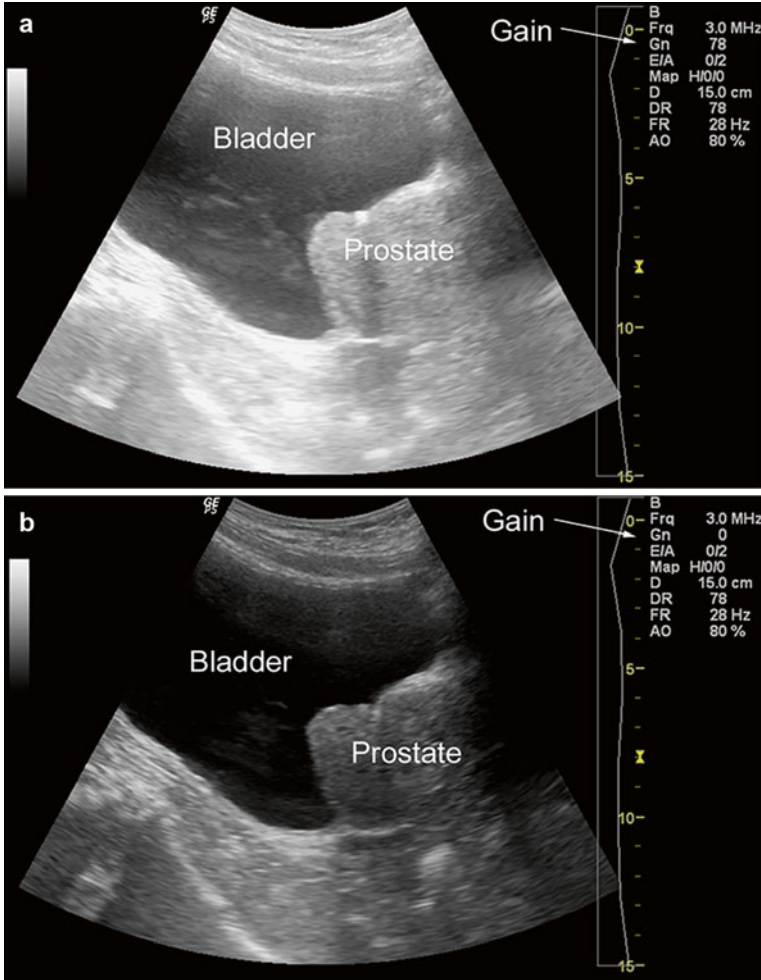 a
GE
Gain
B
Frq 3.0 MHz
Gn 78
E/A 0/2
Map H/0/0
D 15.0 cm
DR 78
FR 28 Hz
AO 80 %
0
5
10
15
Bladder
Prostate
b
GE
Gain
B
Frq 3.0 MHz
Gn 0
E/A 0/2
Map H/0/0
D 15.0 cm
DR 78
FR 28 Hz
AO 80 %
0
5
10
15
Bladder
Prostate